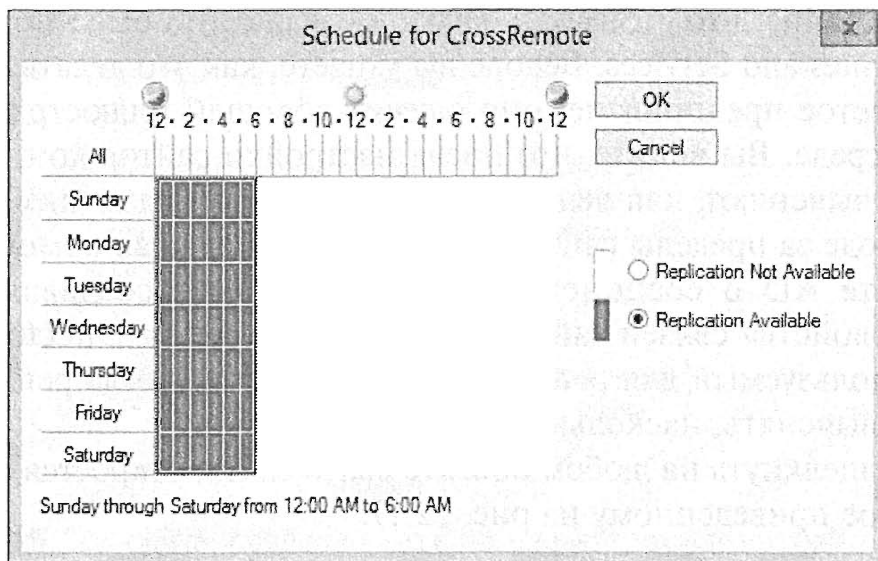 Schedule for CrossRemote
x
OK
12 · 2 · 4 · 6 · 8 · 10 · 12 · 2 · 4 · 6 · 8 · 10 · 12
Cancel
All
Sunday
Monday
Tuesday
Replication Not Available
Wednesday
Replication Available
Thursday
Friday
Saturday
Sunday through Saturday from 12:00 AM to 6:00 AM